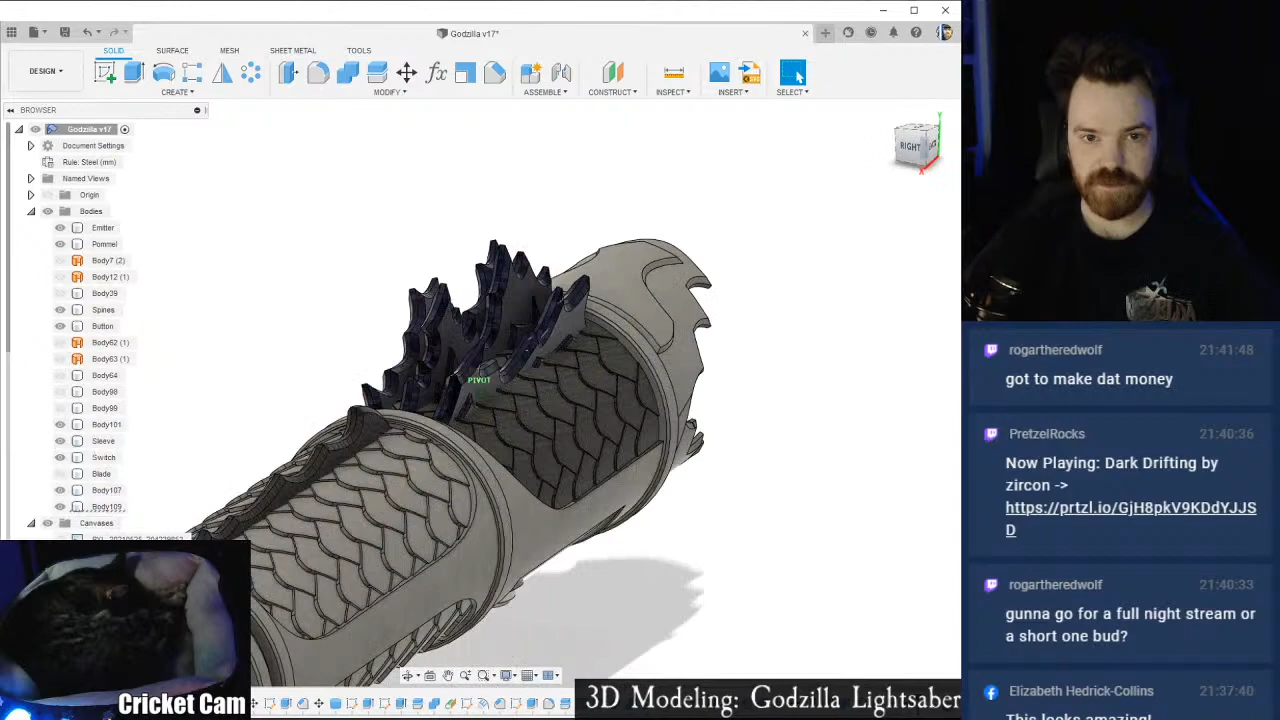 Godzilla v17*
SOLID SURFACE MESH SHEET METAL TOOLS
DESIGN
CREATE MODIFY ASSEMBLE CONSTRUCT INSPECT INSERT SELECT
BROWSER
Godzilla v17
Document Settings
Rule: Steel (mm)
Named Views
Origin
Bodies
Emitter
Pommel
Body7 (2)
Body12 (1)
Body39
Spines
Button
Body62 (1)
Body63 (1)
Body64
Body98
Body99
Body101
Sleeve
Switch
Blade
Body107
Body109
Canvases
RIGHT
Y
X
PIVOT
Cricket Cam
3D Modeling: Godzilla Lightsaber
rogartheredwolf 21:41:48
got to make dat money
PretzelRocks 21:40:36
Now Playing: Dark Drifting by
zircon ->
https://prtzl.io/GjH8pkV9KDdYJJS
D
rogartheredwolf 21:40:33
gunna go for a full night stream or
a short one bud?
Elizabeth Hedrick-Collins 21:37:40
This looks amazing!